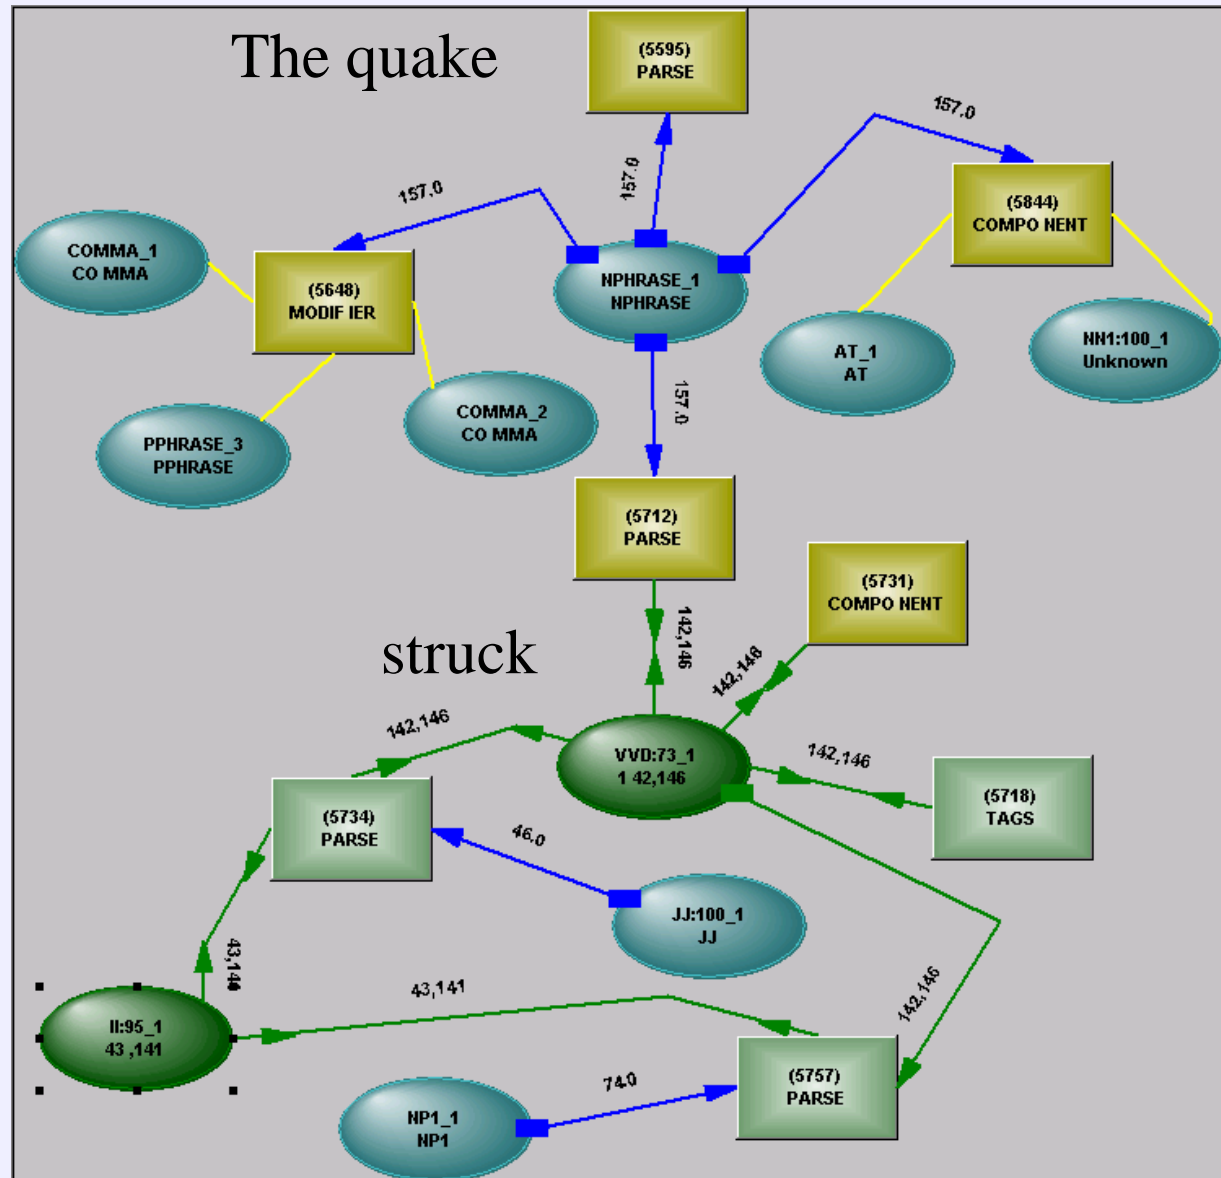 The quake
(5595)
PARSE
157.0
157.0
157.0
(5844)
COMPO NENT
COMMA_1
CO MMA
(5648)
MODIF IER
NPHRASE_1
NPHRASE
AT_1
AT
NN1:100_1
Unknown
COMMA_2
CO MMA
157.0
PPHRASE_3
PPHRASE
(5712)
PARSE
(5731)
COMPO NENT
142,146
struck
142,146
142,146
VVD:73_1
1 42,146
142,146
(5718)
TAGS
(5734)
PARSE
46.0
JJ:100_1
JJ
43,141
43,141
142,146
II:95_1
43 ,141
(5757)
PARSE
74.0
NP1_1
NP1